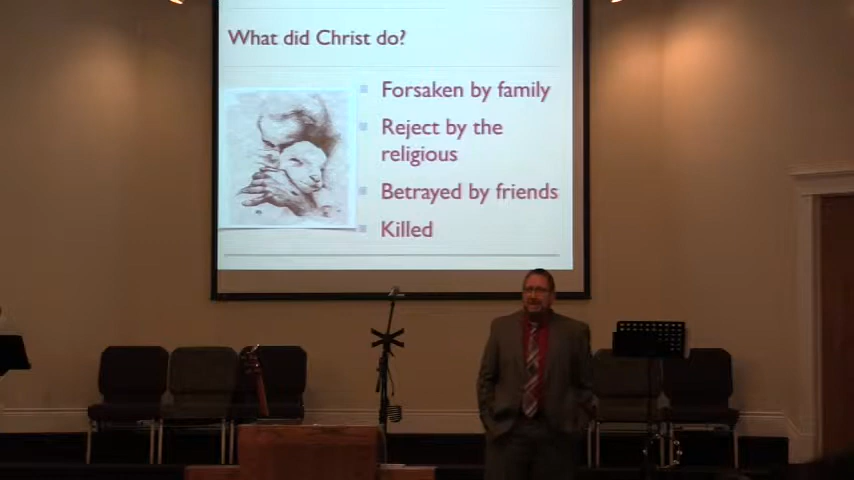 What did Christ do?
Forsaken by family
Reject by the
religious
Betrayed by friends
Killed